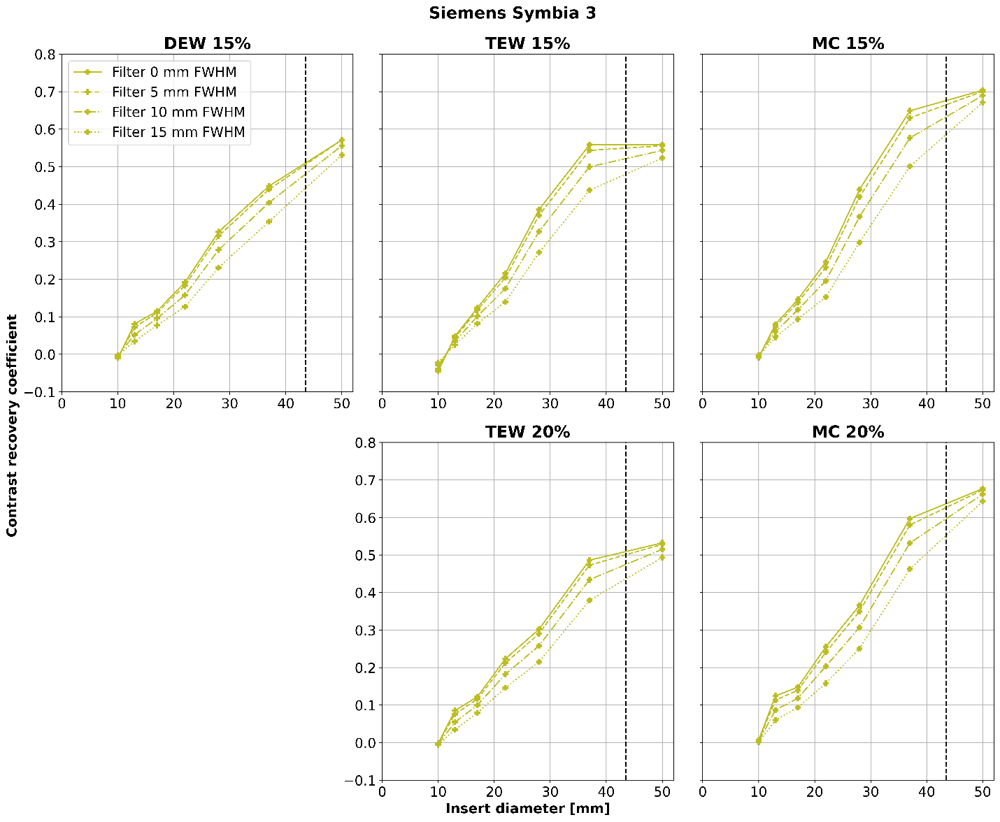 Siemens Symbia 3
DEW 15%
TEW 15%
MC 15%
0.8
0.7
0.6
0.5
0.4
0.3
0.2
0.1
0.0
−0.1
Filter 0 mm FWHM
Filter 5 mm FWHM
Filter 10 mm FWHM
Filter 15 mm FWHM
0 10 20 30 40 50
0 10 20 30 40 50
0 10 20 30 40 50
Contrast recovery coefficient
TEW 20%
MC 20%
0.8
0.7
0.6
0.5
0.4
0.3
0.2
0.1
0.0
−0.1
0 10 20 30 40 50
0 10 20 30 40 50
Insert diameter [mm]